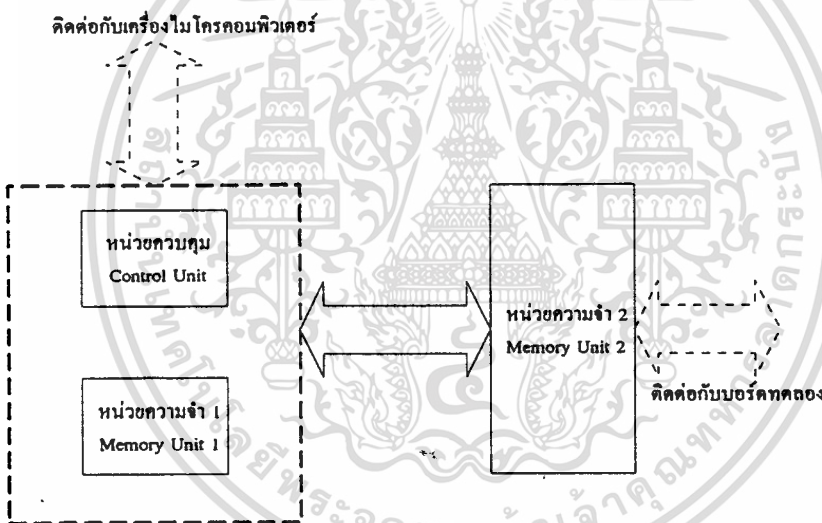 ติดต่อกับเครื่องไมโครคอมพิวเตอร์
หน่วยควบคุม
Control Unit
หน่วยความจำ 2
Memory Unit 2
ติดต่อกับบอร์ดทดลอง
หน่วยความจำ 1
Memory Unit 1